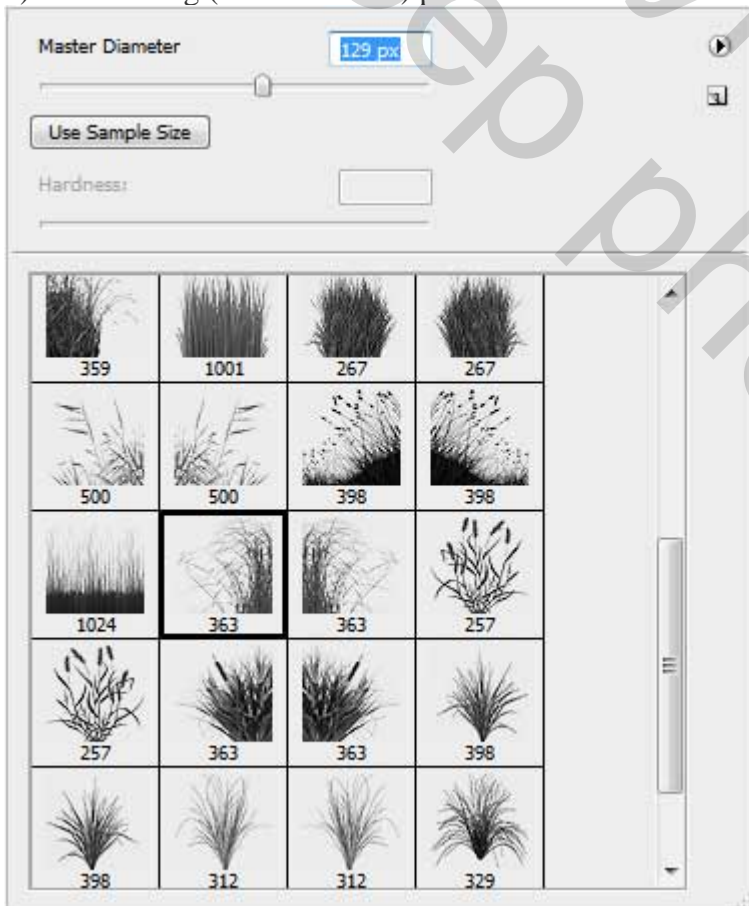 Master Diameter 129 px
Use Sample Size
Hardness:
359 1001 267 267
500 500 398 398
1024 363 363 257
257 363 363 398
398 312 312 329